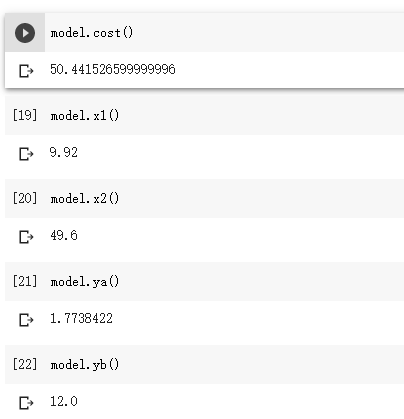 model.cost()
50.441526599999996
[19] model.x1()
9.92
[20] model.x2()
49.6
[21] model.ya()
1.7738422
[22] model.yb()
12.0